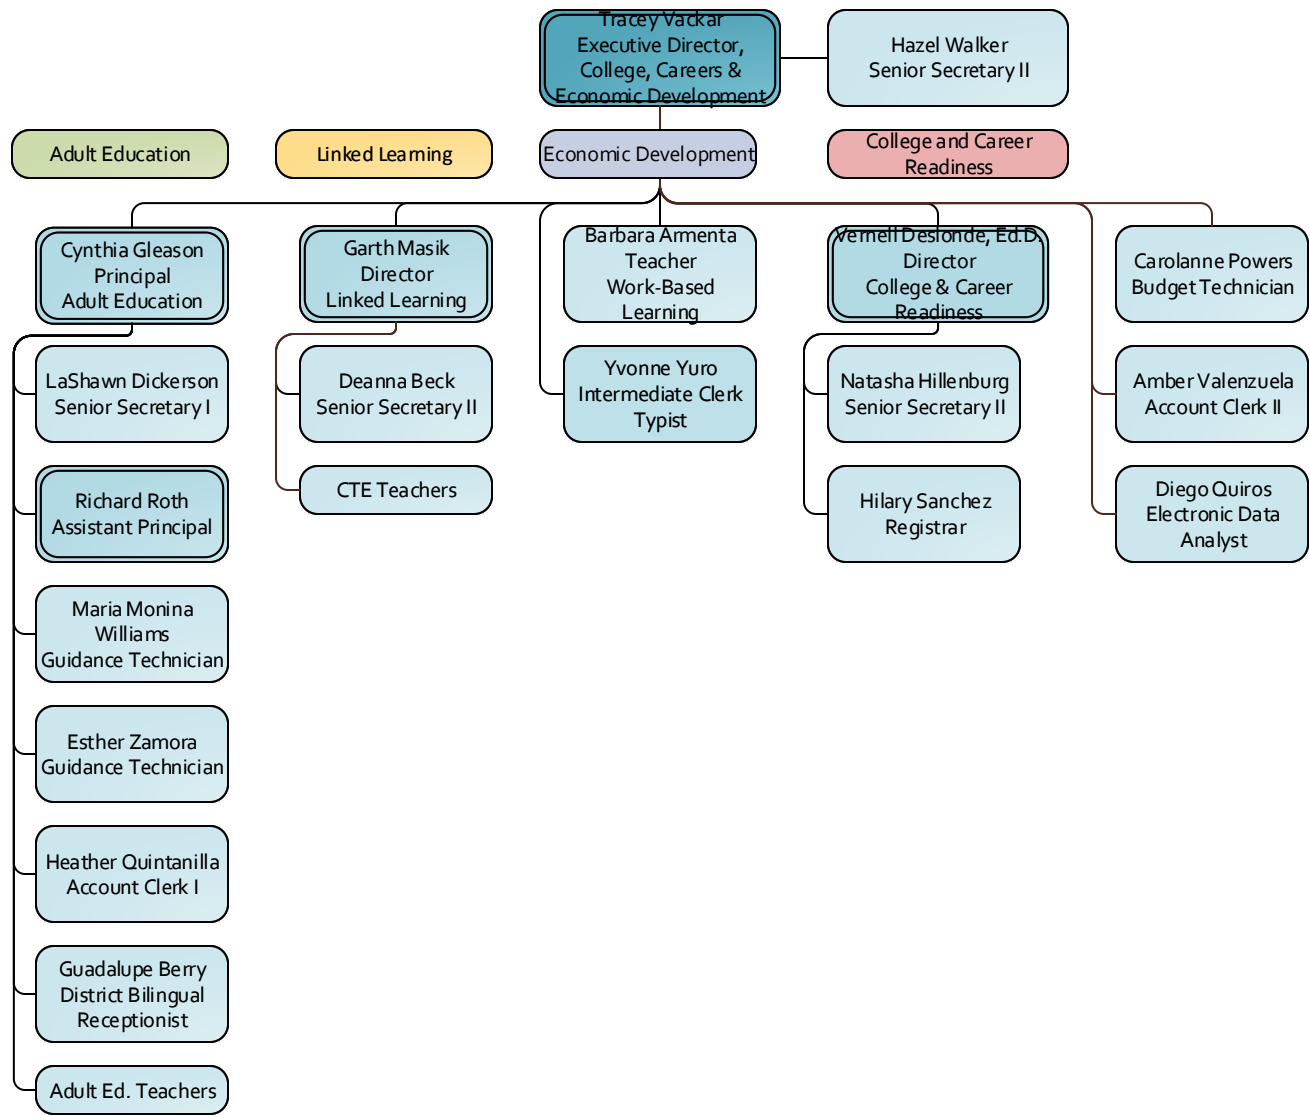 Tracey Vackar
Executive Director,
College, Careers &
Economic Development
Hazel Walker
Senior Secretary II
Adult Education
Linked Learning
Economic Development
College and Career
Readiness
Cynthia Gleason
Principal
Adult Education
Garth Masik
Director
Linked Learning
Barbara Armenta
Teacher
Work-Based
Learning
Vernell Deslonde, Ed.D.
Director
College & Career
Readiness
Carolanne Powers
Budget Technician
LaShawn Dickerson
Senior Secretary I
Deanna Beck
Senior Secretary II
Yvonne Yuro
Intermediate Clerk
Typist
Natasha Hillenburg
Senior Secretary II
Amber Valenzuela
Account Clerk II
Richard Roth
Assistant Principal
CTE Teachers
Hilary Sanchez
Registrar
Diego Quiros
Electronic Data
Analyst
Maria Monina
Williams
Guidance Technician
Esther Zamora
Guidance Technician
Heather Quintanilla
Account Clerk I
Guadalupe Berry
District Bilingual
Receptionist
Adult Ed. Teachers